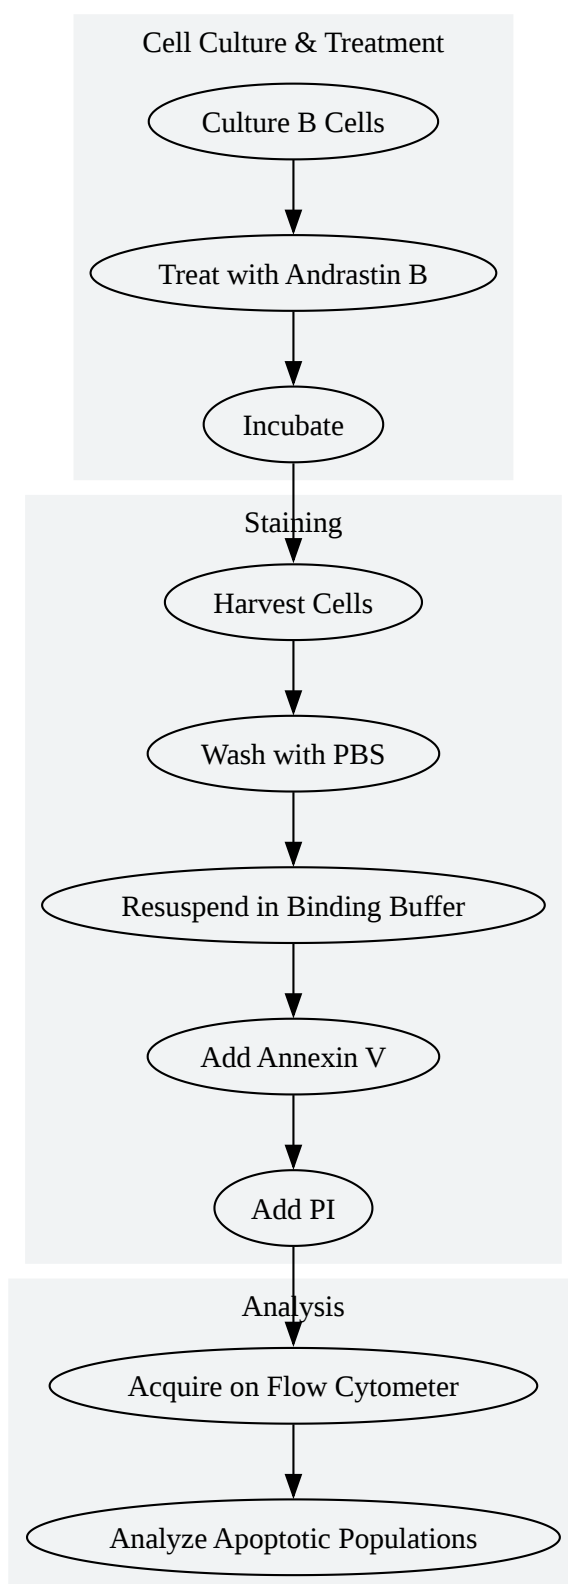 Cell Culture & Treatment
Culture B Cells
Treat with Andrastin B
Incubate
Staining
Harvest Cells
Wash with PBS
Resuspend in Binding Buffer
Add Annexin V
Add PI
Analysis
Acquire on Flow Cytometer
Analyze Apoptotic Populations